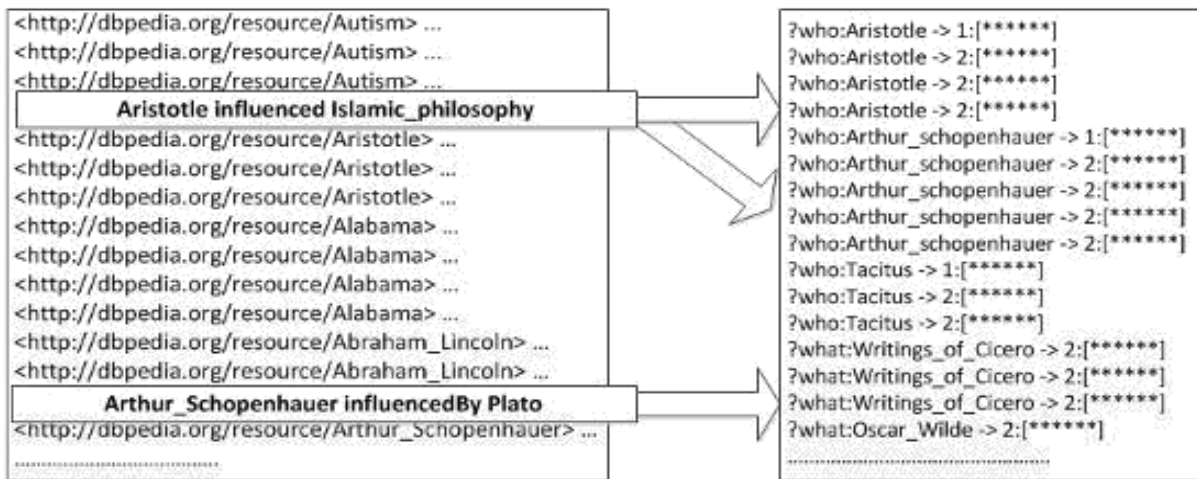 <http://dbpedia.org/resource/Autism> ...
<http://dbpedia.org/resource/Autism> ...
<http://dbpedia.org/resource/Autism> ...
Aristotle influenced Islamic_philosophy
<http://dbpedia.org/resource/Aristotle> ...
<http://dbpedia.org/resource/Aristotle> ...
<http://dbpedia.org/resource/Aristotle> ...
<http://dbpedia.org/resource/Alabama> ...
<http://dbpedia.org/resource/Alabama> ...
<http://dbpedia.org/resource/Alabama> ...
<http://dbpedia.org/resource/Alabama> ...
<http://dbpedia.org/resource/Abraham_Lincoln> ...
<http://dbpedia.org/resource/Abraham_Lincoln> ...
Arthur_Schopenhauer influencedBy Plato
<http://dbpedia.org/resource/Arthur_Schopenhauer> ...
......................................
?who:Aristotle -> 1:[******]
?who:Aristotle -> 2:[******]
?who:Aristotle -> 2:[******]
?who:Aristotle -> 2:[******]
?who:Arthur_schopenhauer -> 1:[******]
?who:Arthur_schopenhauer -> 2:[******]
?who:Arthur_schopenhauer -> 2:[******]
?who:Arthur_schopenhauer -> 2:[******]
?who:Arthur_schopenhauer -> 2:[******]
?who:Tacitus -> 1:[******]
?who:Tacitus -> 2:[******]
?who:Tacitus -> 2:[******]
?what:Writings_of_Cicero -> 2:[******]
?what:Writings_of_Cicero -> 2:[******]
?what:Writings_of_Cicero -> 2:[******]
?what:Oscar_Wilde -> 2:[******]
................................................